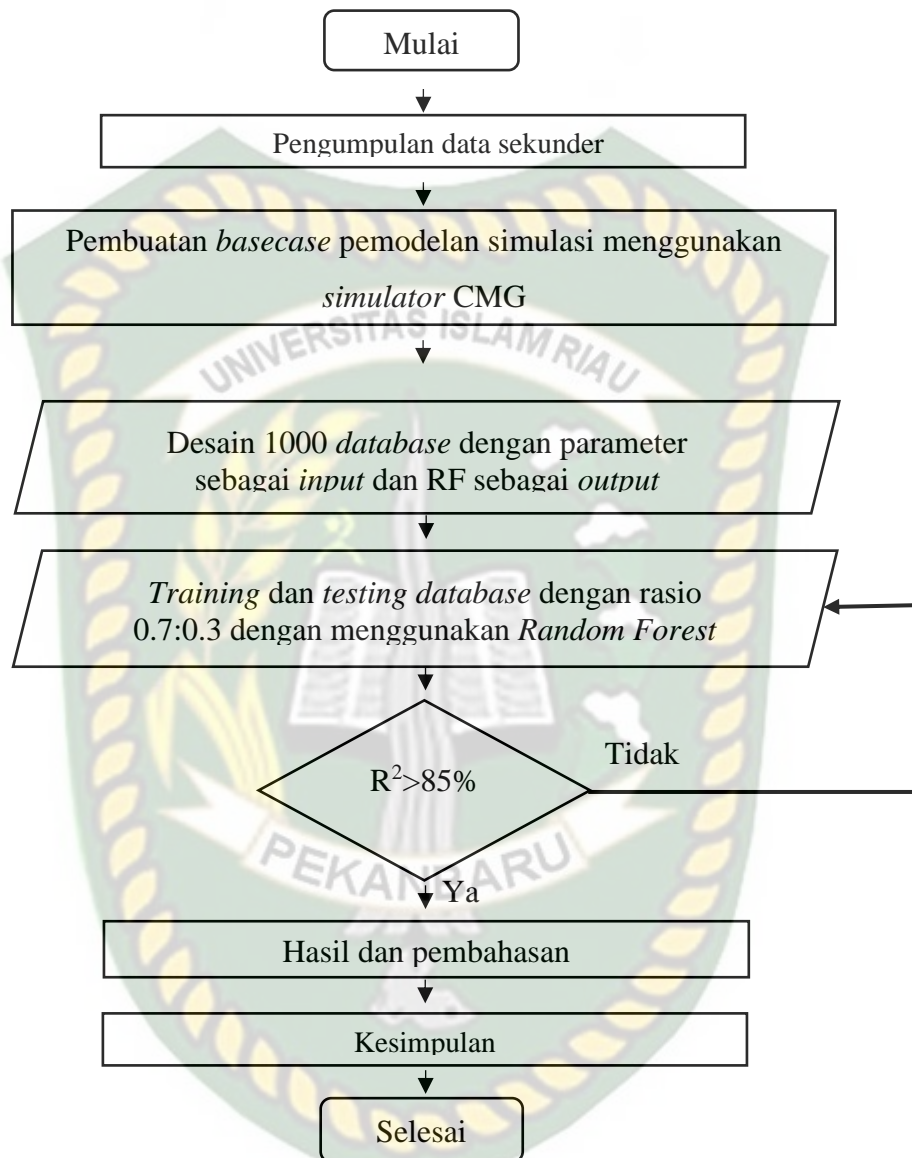 Mulai
Pengumpulan data sekunder
Pembuatan basecase pemodelan simulasi menggunakan
simulator CMG
UNIVERSITAS ISLAM RIAU
Desain 1000 database dengan parameter
sebagai input dan RF sebagai output
Training dan testing database dengan rasio
0.7:0.3 dengan menggunakan Random Forest
Tidak
R²>85%
PEKANBARU
Ya
Hasil dan pembahasan
Kesimpulan
Selesai